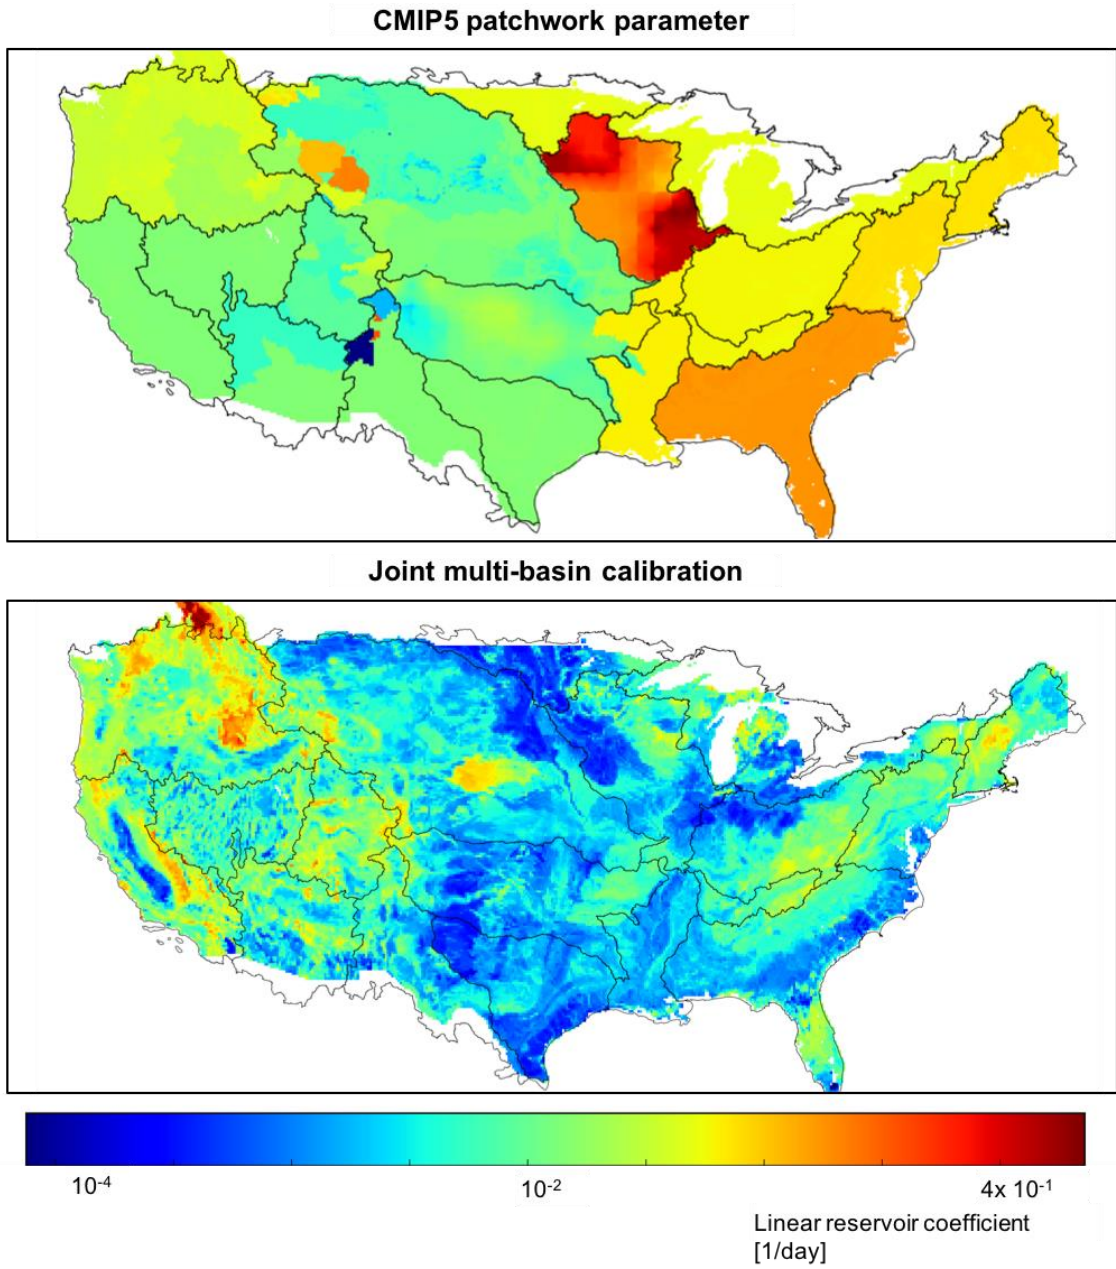 CMIP5 patchwork parameter
Joint multi-basin calibration
10-4 10-2 4x 10-1
Linear reservoir coefficient
[1/day]